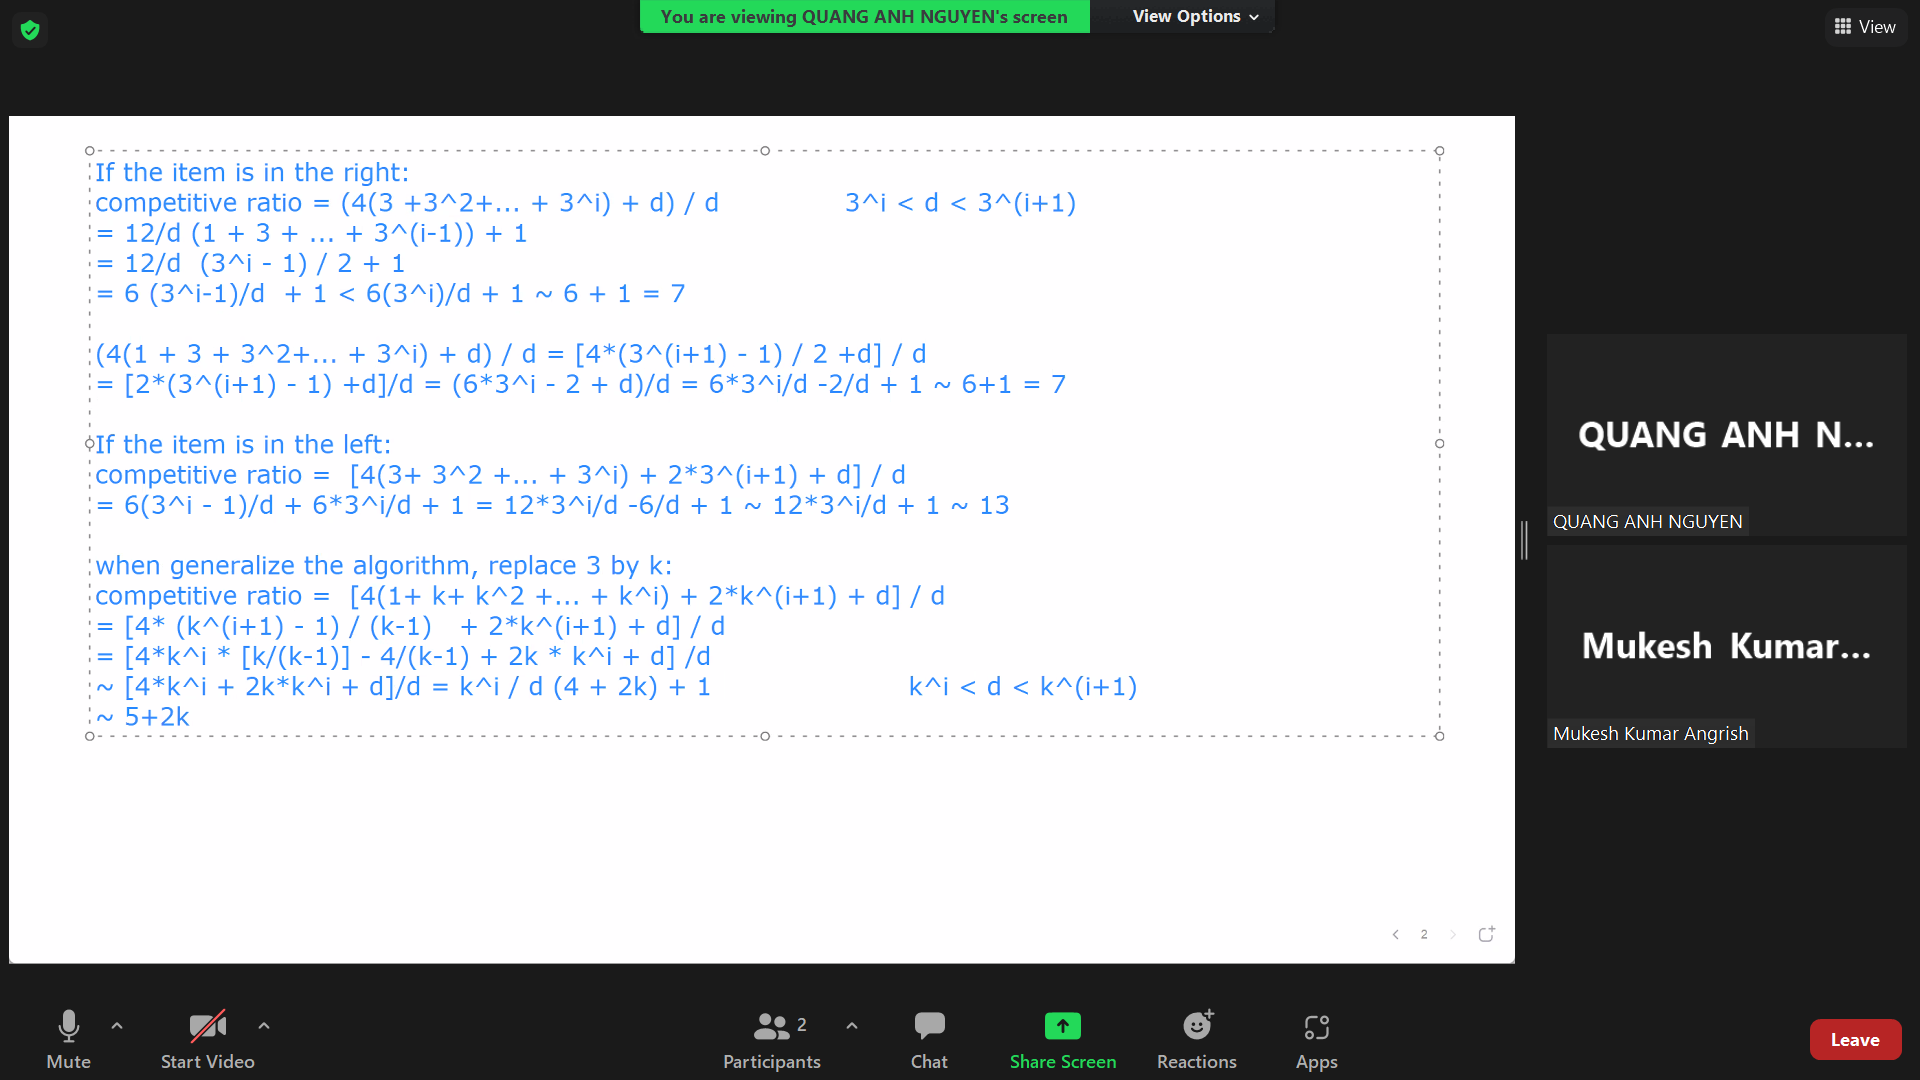 You are viewing QUANG ANH NGUYEN's screen
View Options
View
If the item is in the right:
competitive ratio = (4(3 +3^2+... + 3^i) + d) / d 3^i < d < 3^(i+1)
= 12/d (1 + 3 + ... + 3^(i-1)) + 1
= 12/d (3^i - 1) / 2 + 1
= 6 (3^i-1)/d + 1 < 6(3^i)/d + 1 ~ 6 + 1 = 7
(4(1 + 3 + 3^2+... + 3^i) + d) / d = [4*(3^(i+1) - 1) / 2 +d] / d
= [2*(3^(i+1) - 1) +d]/d = (6*3^i - 2 + d)/d = 6*3^i/d -2/d + 1 ~ 6+1 = 7
If the item is in the left:
competitive ratio = [4(3+ 3^2 +... + 3^i) + 2*3^(i+1) + d] / d
= 6(3^i - 1)/d + 6*3^i/d + 1 = 12*3^i/d -6/d + 1 ~ 12*3^i/d + 1 ~ 13
when generalize the algorithm, replace 3 by k:
competitive ratio = [4(1+ k+ k^2 +... + k^i) + 2*k^(i+1) + d] / d
= [4* (k^(i+1) - 1) / (k-1) + 2*k^(i+1) + d] / d
= [4*k^i * [k/(k-1)] - 4/(k-1) + 2k * k^i + d] /d
~ [4*k^i + 2k*k^i + d]/d = k^i / d (4 + 2k) + 1 k^i < d < k^(i+1)
~ 5+2k
2
QUANG ANH N...
QUANG ANH NGUYEN
Mukesh Kumar...
Mukesh Kumar Angrish
Mute
Start Video
2
Participants
Chat
Share Screen
Reactions
Apps
Leave